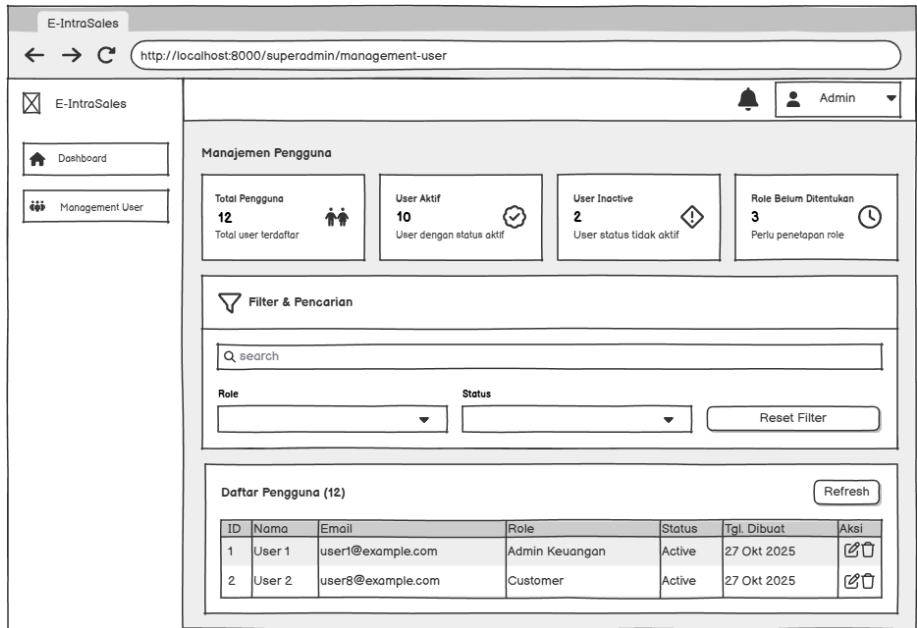 E-IntraSales
http://localhost:8000/superadmin/management-user
E-IntraSales
Admin
Dashboard
Management User
Manajemen Pengguna
Total Pengguna
12
Total user terdaftar
User Aktif
10
User dengan status aktif
User Inactive
2
User status tidak aktif
Role Belum Ditentukan
3
Perlu penetapan role
Filter & Pencarian
search
Role
Status
Reset Filter
Daftar Pengguna (12)
Refresh
ID Nama Email Role Status Tgl. Dibuat Aksi
1 User 1 user1@example.com Admin Keuangan Active 27 Okt 2025
2 User 2 user8@example.com Customer Active 27 Okt 2025